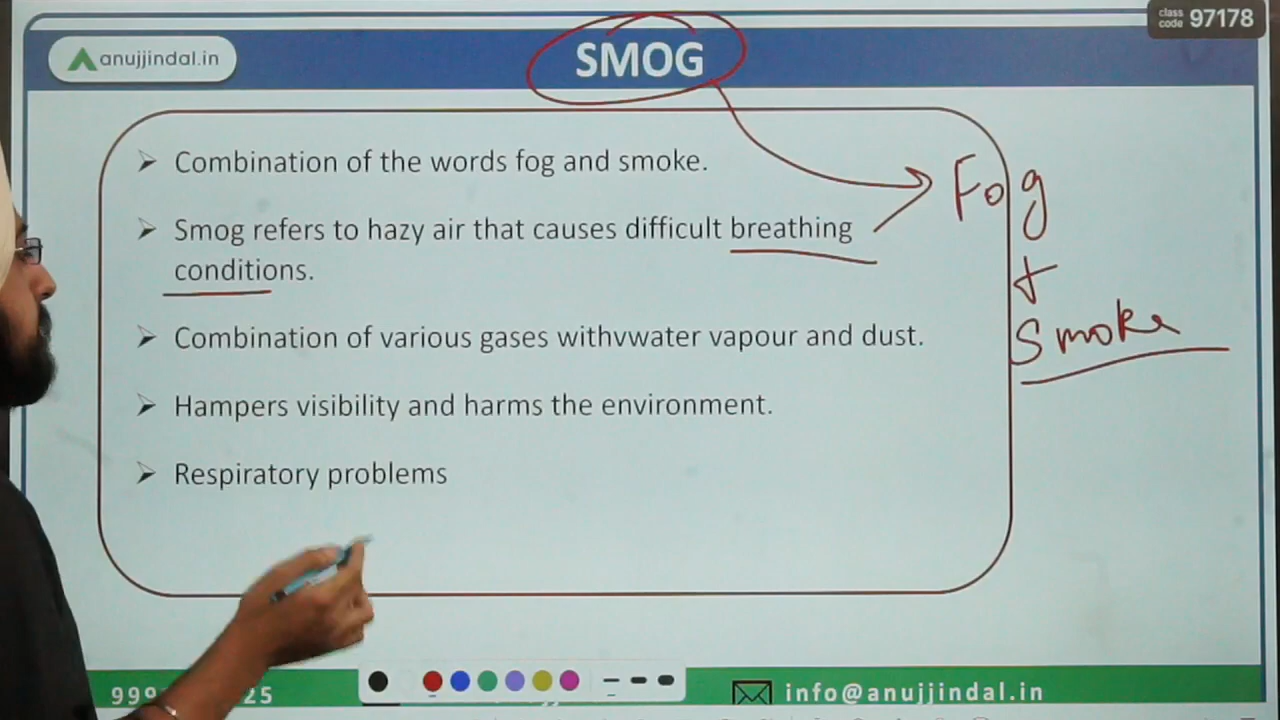 class
code 97178
anujjindal.in
SMOG
Combination of the words fog and smoke.
Smog refers to hazy air that causes difficult breathing
conditions.
Combination of various gases withvwater vapour and dust.
Hampers visibility and harms the environment.
Respiratory problems
Fog
+
Smoke
info@anujjindal.in